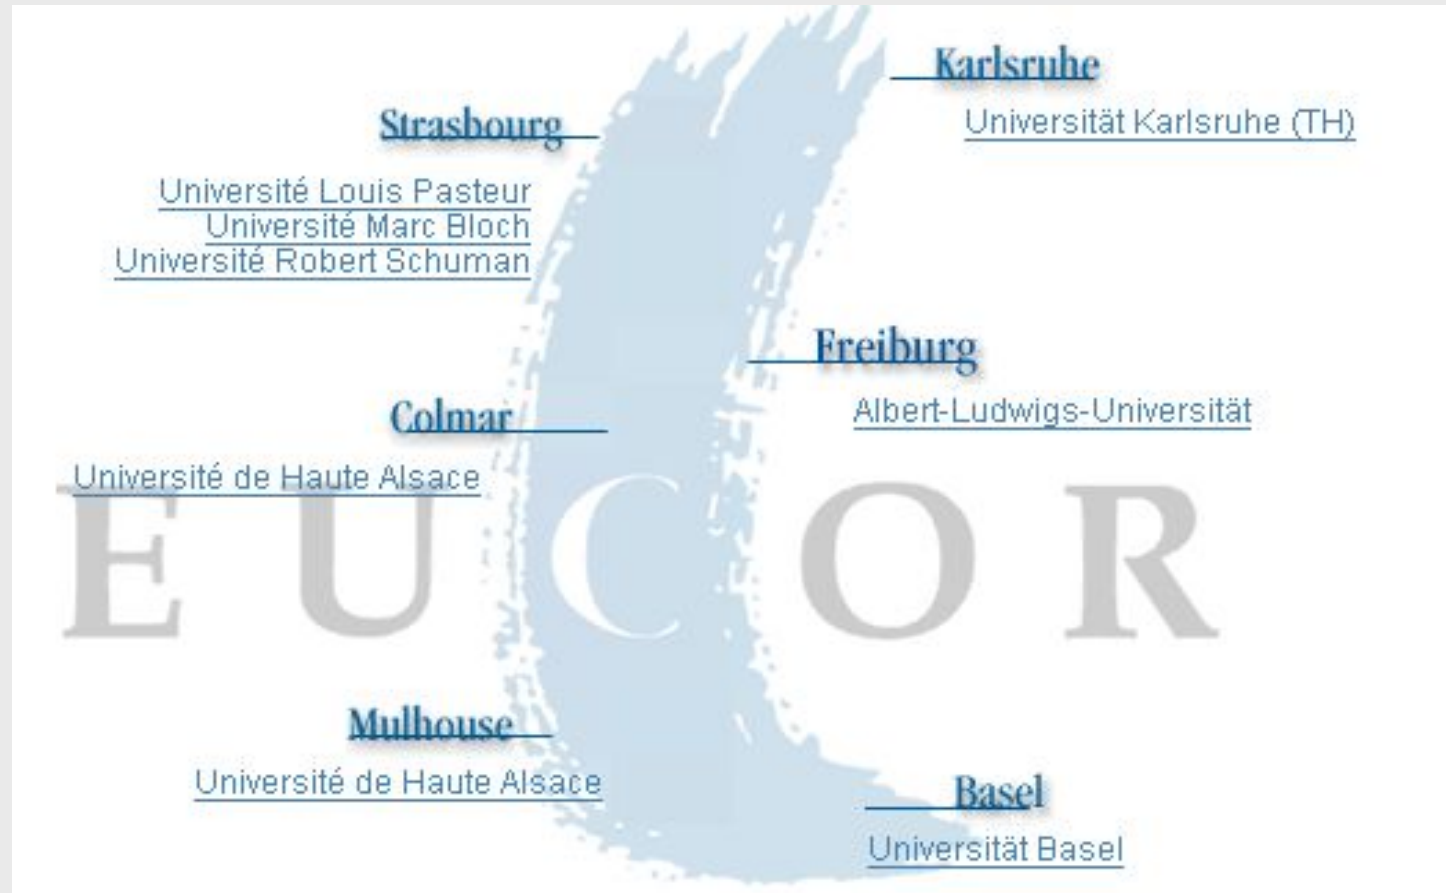 Karlsruhe
Universität Karlsruhe (TH)
Strasbourg
Université Louis Pasteur
Université Marc Bloch
Université Robert Schuman
Freiburg
Albert-Ludwigs-Universität
Colmar
Université de Haute Alsace
EUCOR
Mulhouse
Université de Haute Alsace
Basel
Universität Basel